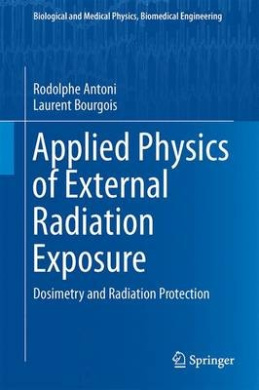 Biological and Medical Physics, Biomedical Engineering
Rodolphe Antoni
Laurent Bourgois
Applied Physics
of External
Radiation
Exposure
Dosimetry and Radiation Protection
Springer